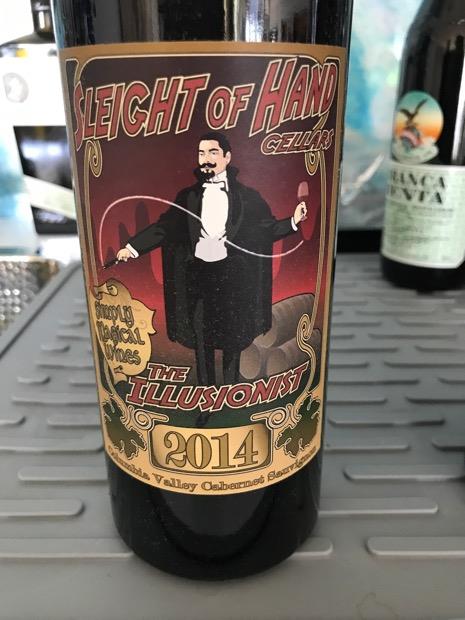 SLEIGHT OF HAND
CELLARS
Simply
Magical
Wines
THE
ILLUSIONIST
2014
Columbia Valley Cabernet Sauvignon
BRANCA
MENTA